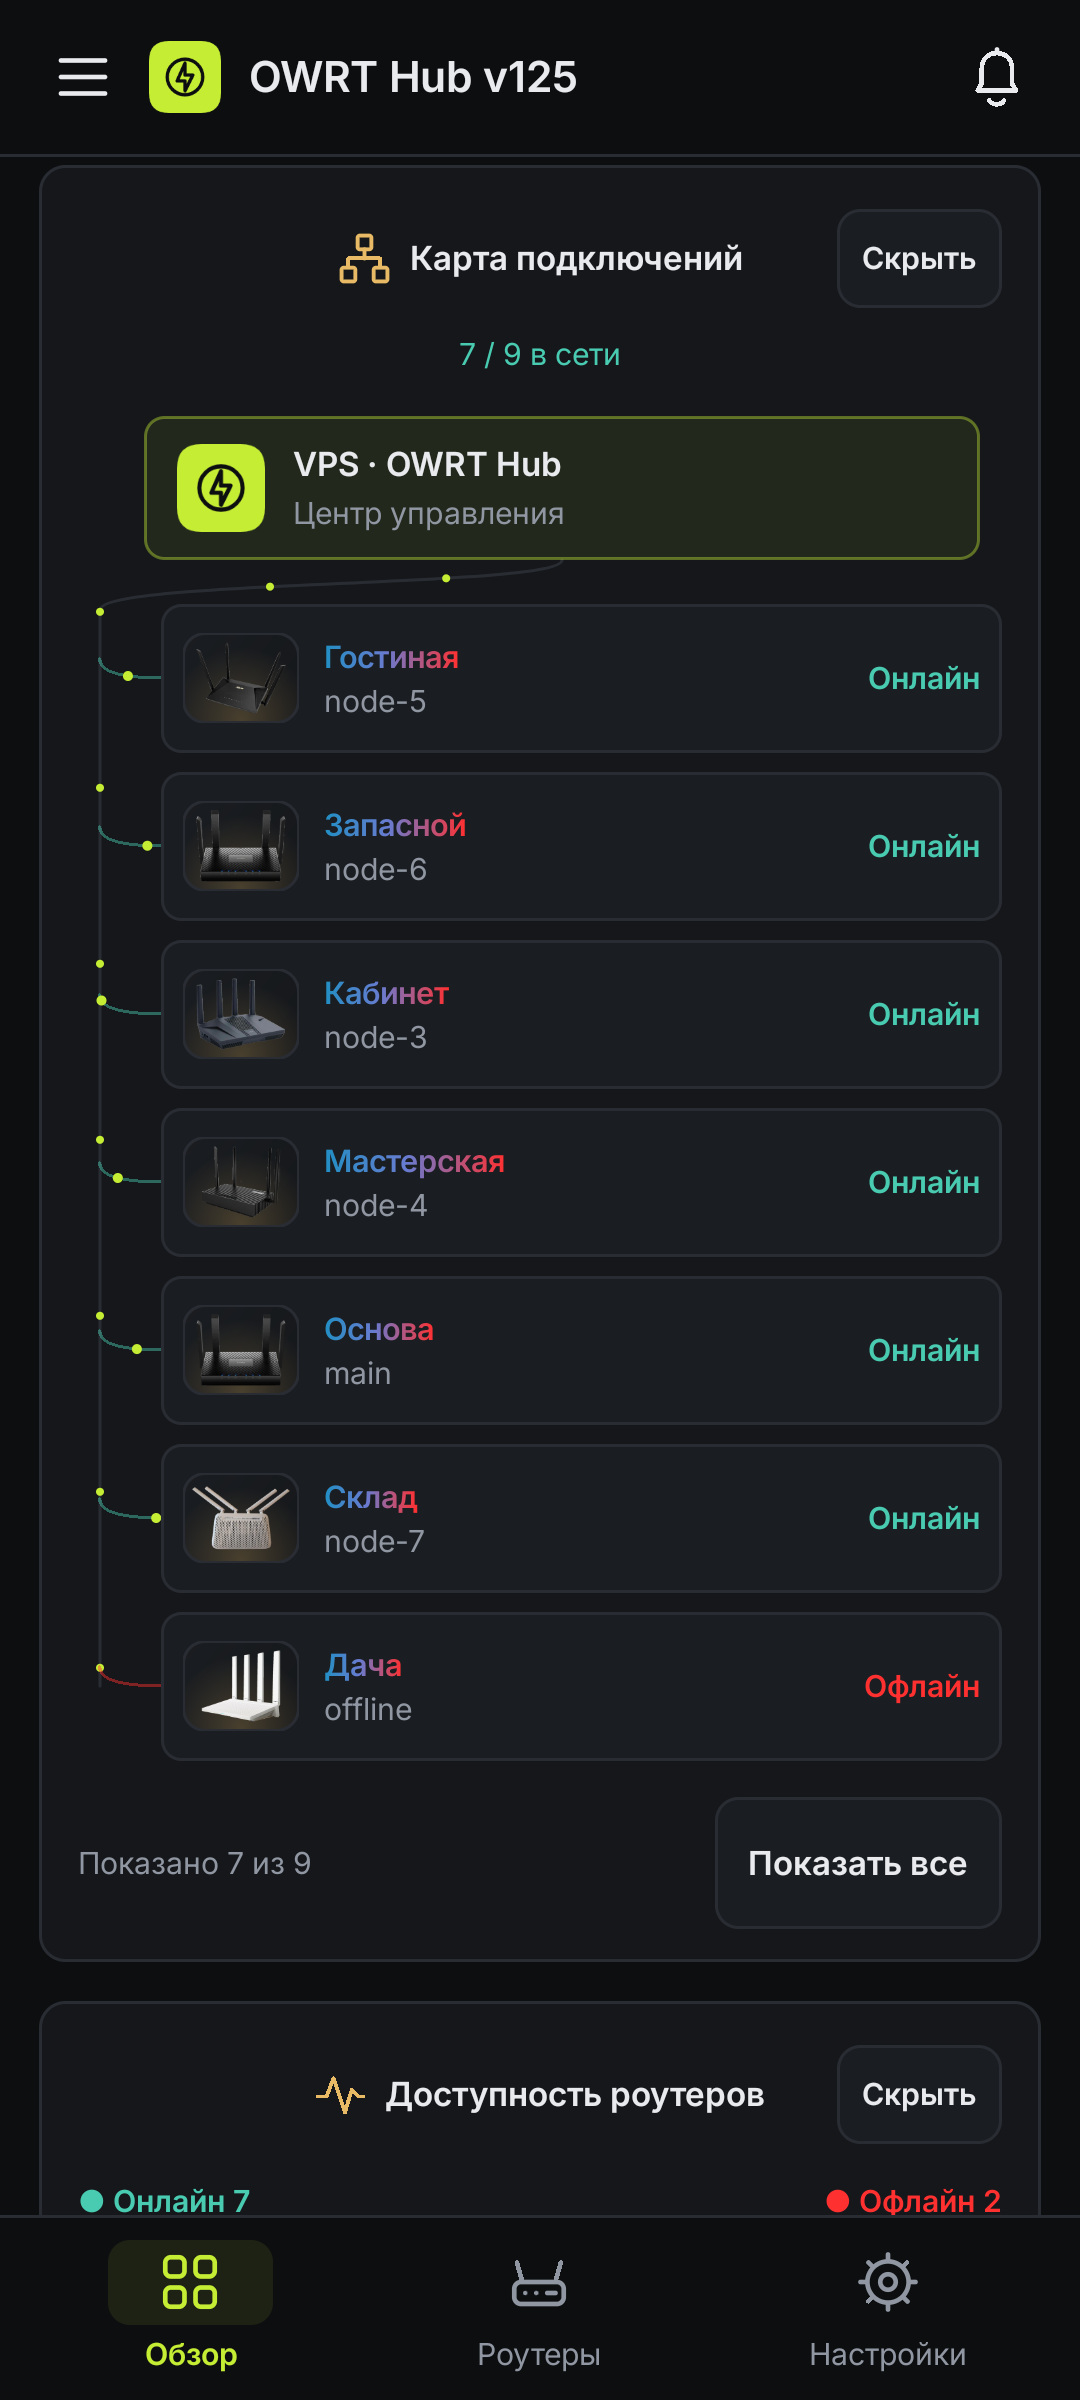 OWRT Hub v125
Карта подключений
Скрыть
7 / 9 в сети
VPS · OWRT Hub
Центр управления
Гостиная
node-5
Онлайн
Запасной
node-6
Онлайн
Кабинет
node-3
Онлайн
Мастерская
node-4
Онлайн
Основа
main
Онлайн
Склад
node-7
Онлайн
Дача
offline
Офлайн
Показано 7 из 9
Показать все
Доступность роутеров
Скрыть
Онлайн 7
Офлайн 2
Обзор
Роутеры
Настройки